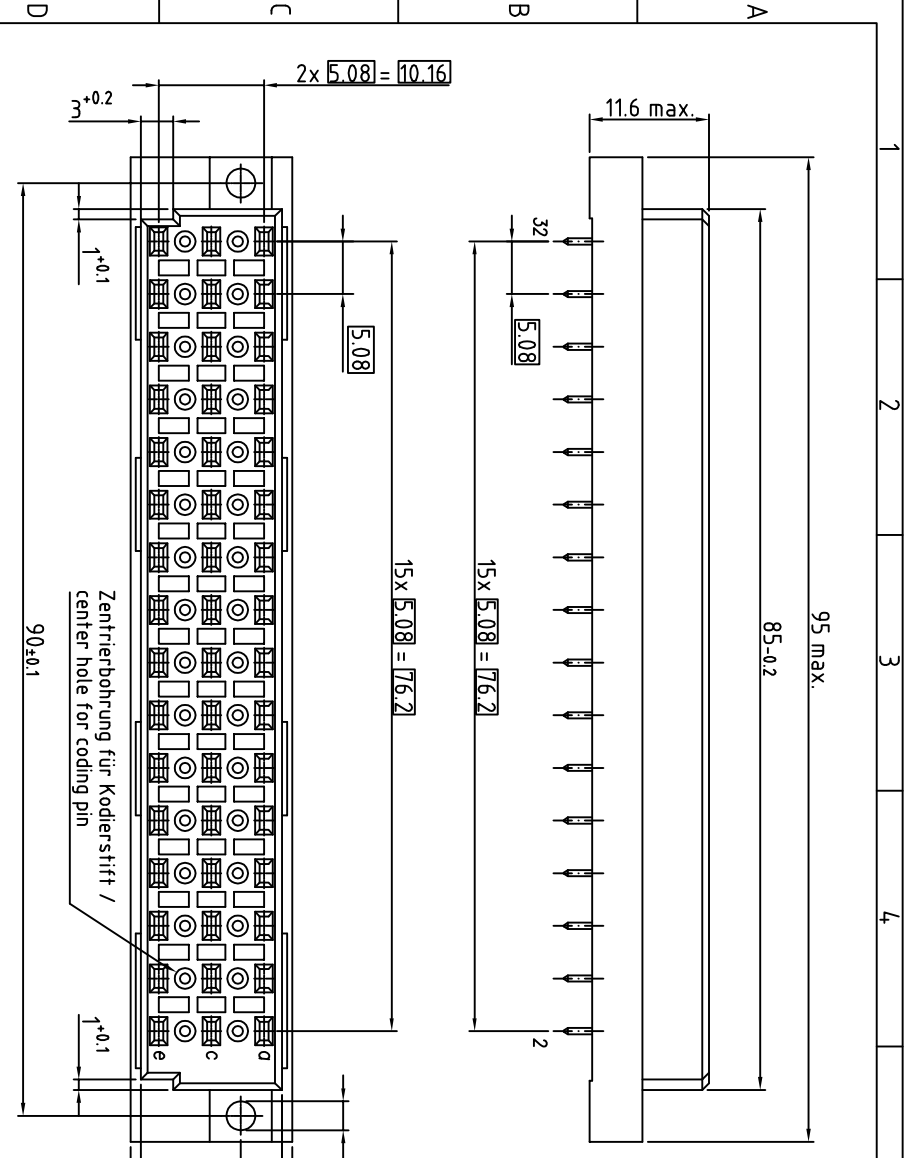 1
2
3
4
A
B
C
D
95 max.
85-0.2
11.6 max.
32
2
5.08
15x 5.08 = 76.2
15x 5.08 = 76.2
5.08
2x 5.08 = 10.16
3+0.2
1+0.1
1+0.1
a
c
e
Zentrierbohrung für Kodierstift /
center hole for coding pin
90±0.1